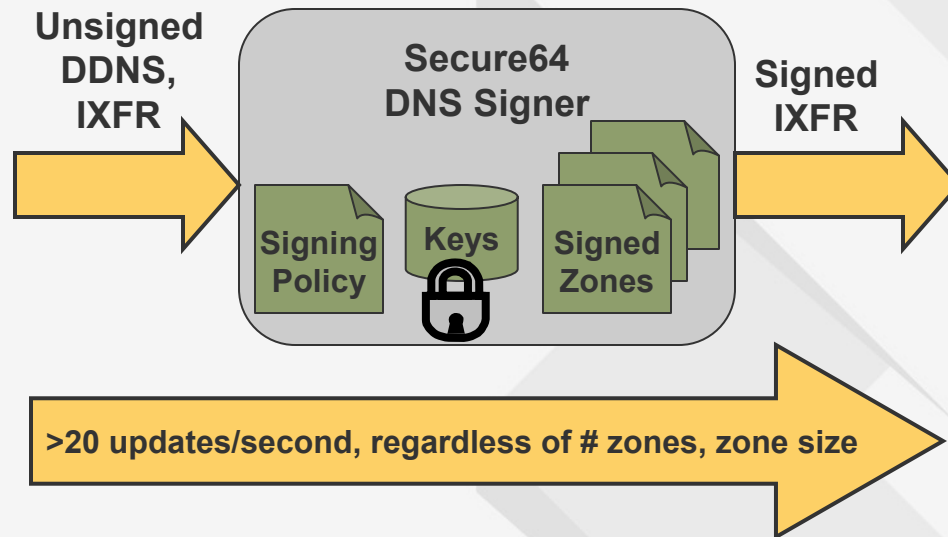 Unsigned
DDNS,
IXFR
Secure64
DNS Signer
Signed
IXFR
Signing
Policy
Keys
Signed
Zones
>20 updates/second, regardless of # zones, zone size